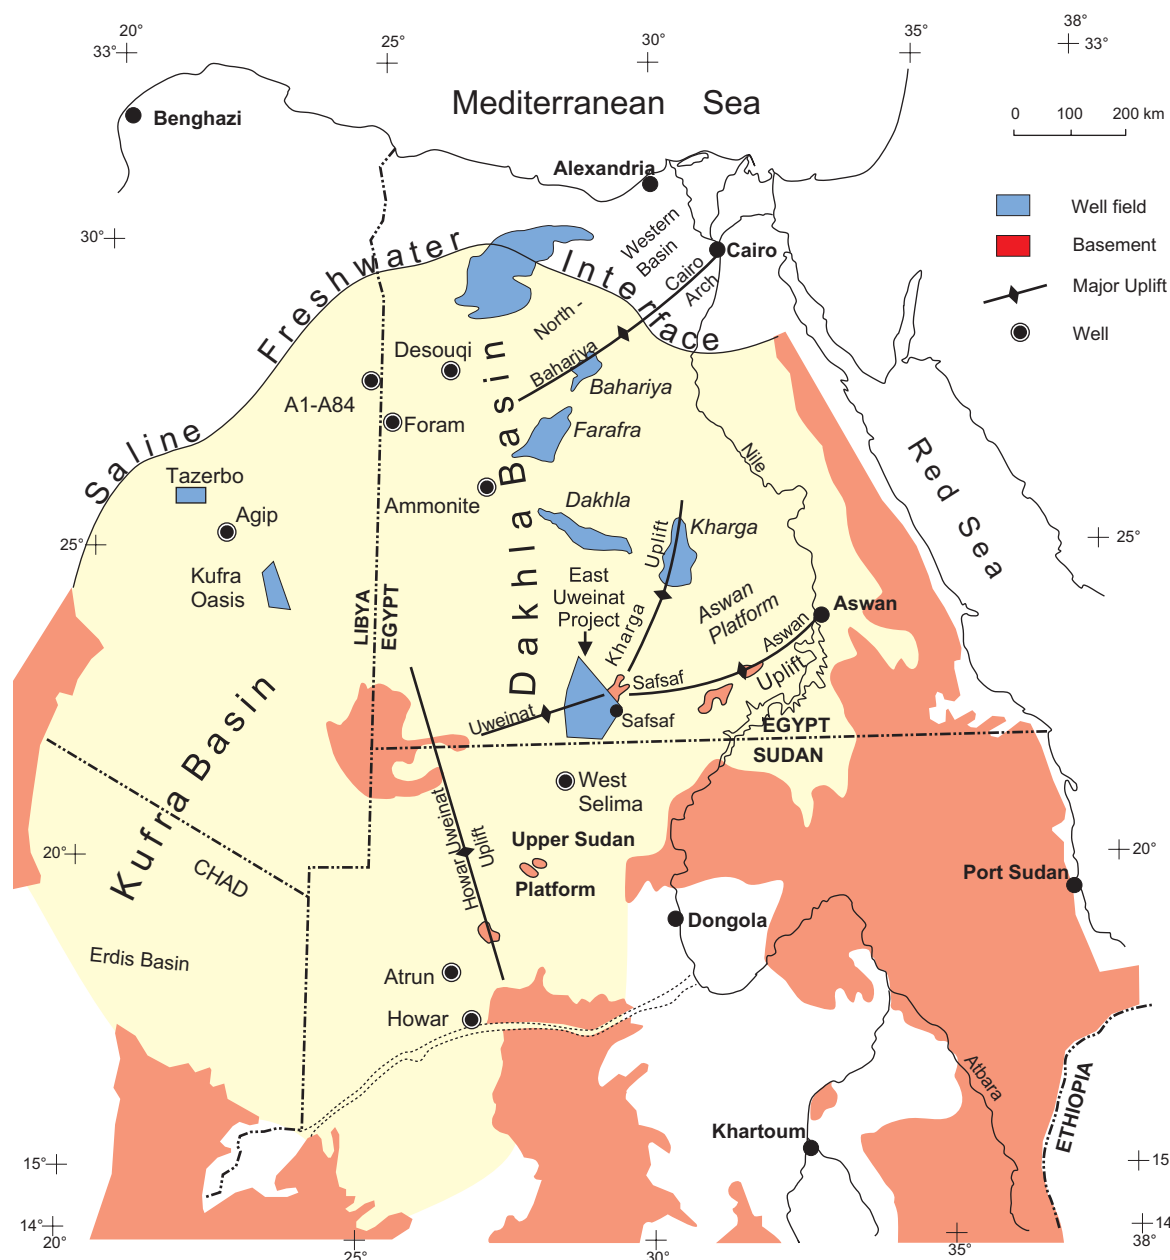 20°
33°
25°
30°
35°
38°
33°
Mediterranean Sea
0 100 200 km
Benghazi
Alexandria
Well field
Basement
Major Uplift
Well
30°
Western
Basin
Cairo
Cairo
Arch
Saline Freshwater Interface
North -
Desouqi
Bahariya
Bahariya
A1-A84
Foram
Farafra
Nile
Red Sea
Tazerbo
Ammonite
Dakhla
Agip
Kharga
Uplift
Kharga
25°
25°
Kufra
Oasis
East
Uweinat
Project
LIBYA
EGYPT
Dakhla Basin
Aswan
Platform
Aswan
Aswan
Uplift
Safsaf
Safsaf
Uweinat
EGYPT
SUDAN
Kufra Basin
West
Selima
Howar Uweinat
Uplift
Upper Sudan
Platform
20°
20°
CHAD
Port Sudan
Dongola
Erdis Basin
Atrun
Howar
Atbara
ETHIOPIA
Khartoum
15°
15
14°
20°
25°
30°
35°
14
38°